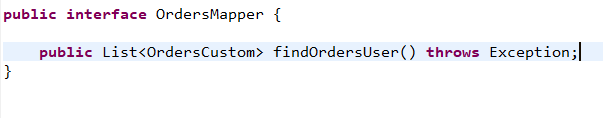 public interface OrdersMapper {
public List<OrdersCustom> findOrdersUser() throws Exception;
}